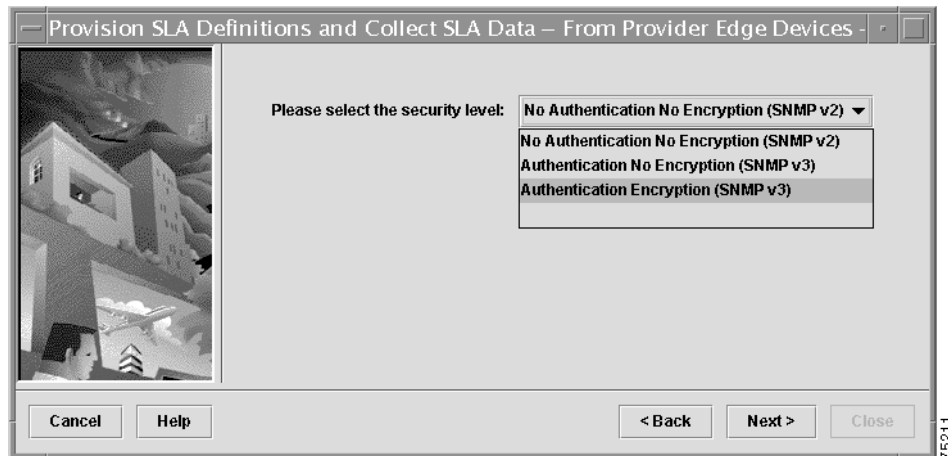 Provision SLA Definitions and Collect SLA Data – From Provider Edge Devices -
Please select the security level:
No Authentication No Encryption (SNMP v2)
No Authentication No Encryption (SNMP v2)
Authentication No Encryption (SNMP v3)
Authentication Encryption (SNMP v3)
Cancel
Help
< Back
Next >
Close
75211